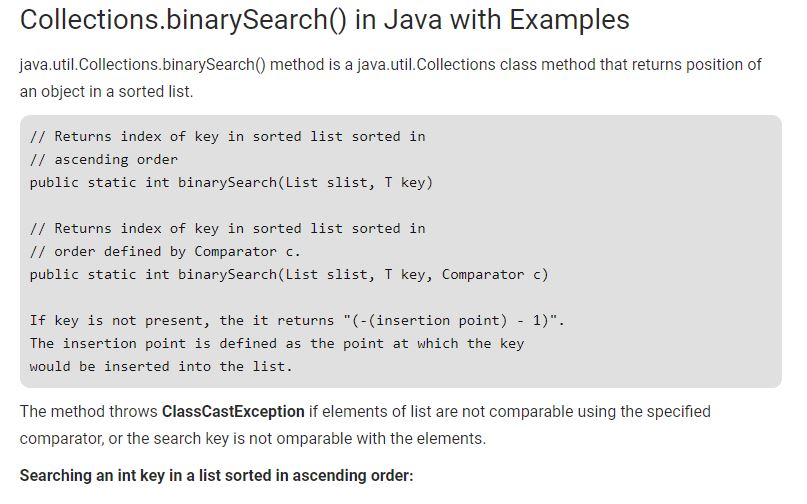 Collections.binarySearch() in Java with Examples
java.util.Collections.binarySearch() method is a java.util.Collections class method that returns position of
an object in a sorted list.
// Returns index of key in sorted list sorted in
// ascending order
public static int binarySearch(List slist, T key)
// Returns index of key in sorted list sorted in
// order defined by Comparator c.
public static int binarySearch(List slist, T key, Comparator c)
If key is not present, the it returns "(-(insertion point) - 1)".
The insertion point is defined as the point at which the key
would be inserted into the list.
The method throws ClassCastException if elements of list are not comparable using the specified
comparator, or the search key is not omparable with the elements.
Searching an int key in a list sorted in ascending order: